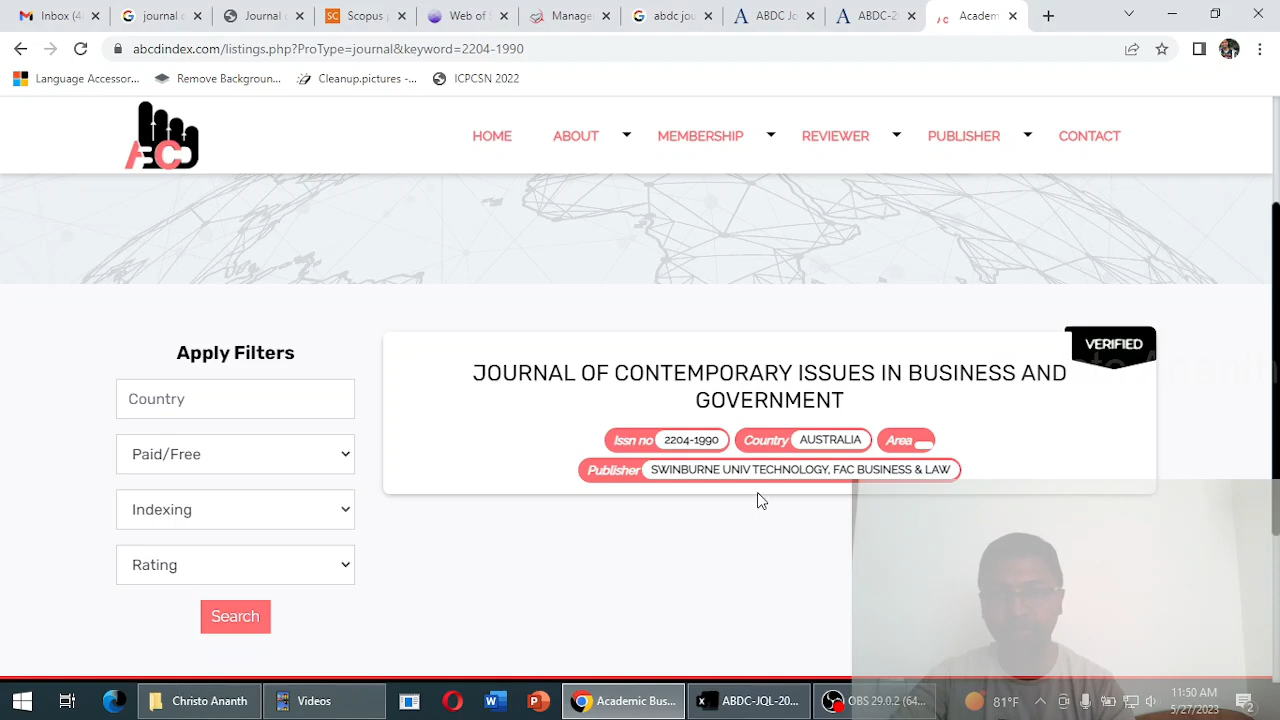 Inbox (4
journal c
Journal (
SC Scopus p
Web of S
Manage
abdc jou
ABDC Jo
ABDC-2
Academ
abcdindex.com/listings.php?ProType=journal&keyword=2204-1990
Language Accessor...
Remove Backgroun...
Cleanup.pictures -...
ICPCSN 2022
ABCD
HOME
ABOUT
MEMBERSHIP
REVIEWER
PUBLISHER
CONTACT
Apply Filters
Country
Paid/Free
Indexing
Rating
Search
VERIFIED
JOURNAL OF CONTEMPORARY ISSUES IN BUSINESS AND
GOVERNMENT
Issn no 2204-1990 Country AUSTRALIA Area
Publisher SWINBURNE UNIV TECHNOLOGY, FAC BUSINESS & LAW
Christo Ananth
Videos
Academic Bus...
ABDC-JQL-20...
OBS 29.0.2 (64...
81°F
11:50 AM
5/27/2023
2